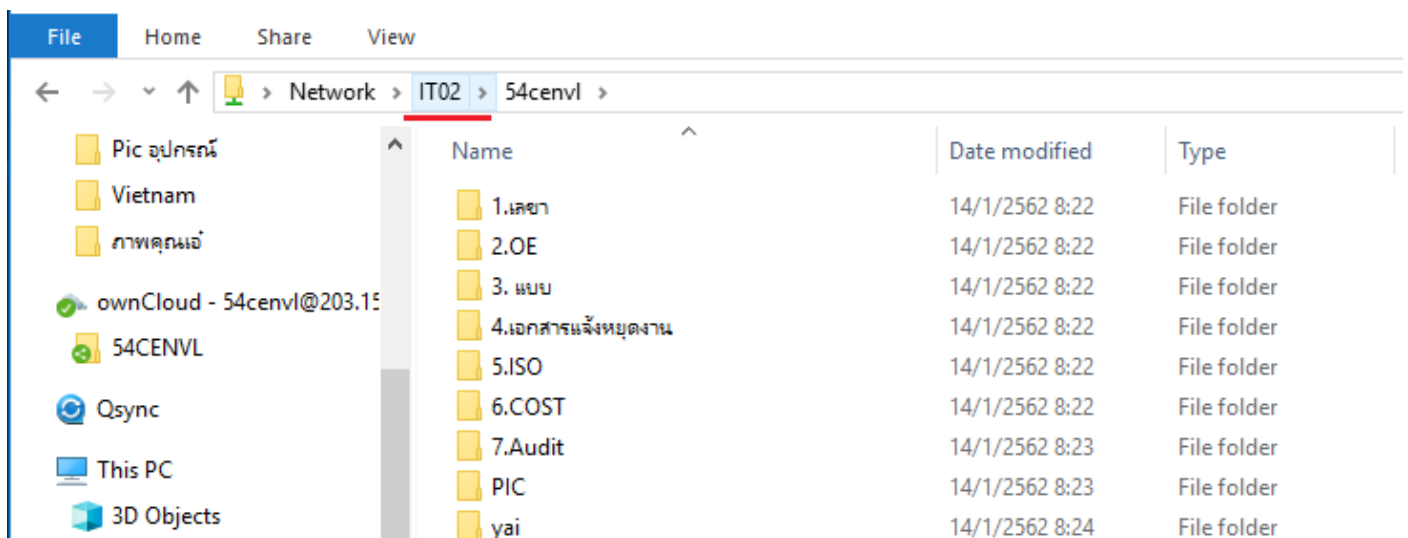 File Home Share View
Network IT02 54cenvl
Pic อุปกรณ์
Vietnam
ภาพคุณเอ๋
ownCloud - 54cenvl@203.15
54CENVL
Qsync
This PC
3D Objects
Name Date modified Type
1.เลขา 14/1/2562 8:22 File folder
2.OE 14/1/2562 8:22 File folder
3. แบบ 14/1/2562 8:22 File folder
4.เอกสารแจ้งหยุดงาน 14/1/2562 8:22 File folder
5.ISO 14/1/2562 8:22 File folder
6.COST 14/1/2562 8:22 File folder
7.Audit 14/1/2562 8:23 File folder
PIC 14/1/2562 8:23 File folder
yai 14/1/2562 8:24 File folder